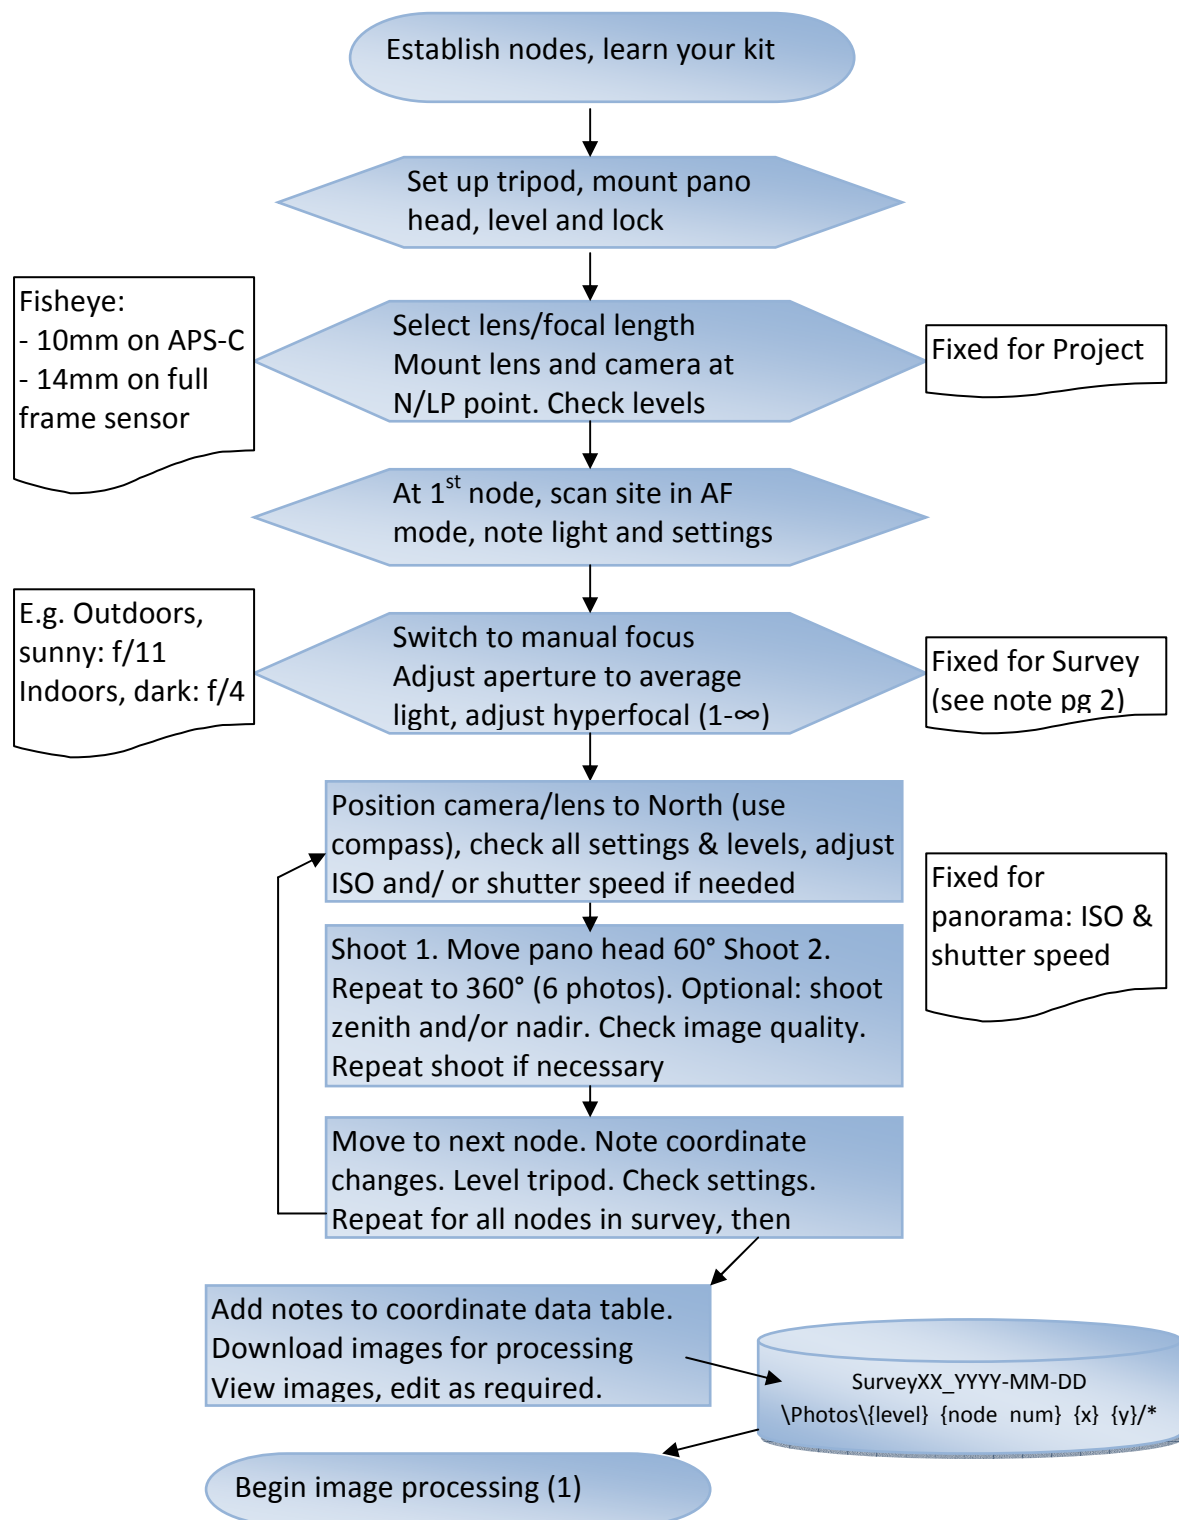 Establish nodes, learn your kit
Set up tripod, mount pano
head, level and lock
Fisheye:
- 10mm on APS-C
- 14mm on full
frame sensor
Select lens/focal length
Mount lens and camera at
N/LP point. Check levels
Fixed for Project
At 1st node, scan site in AF
mode, note light and settings
E.g. Outdoors,
sunny: f/11
Indoors, dark: f/4
Switch to manual focus
Adjust aperture to average
light, adjust hyperfocal (1-∞)
Fixed for Survey
(see note pg 2)
Position camera/lens to North (use
compass), check all settings & levels, adjust
ISO and/ or shutter speed if needed
Fixed for
panorama: ISO &
shutter speed
Shoot 1. Move pano head 60° Shoot 2.
Repeat to 360° (6 photos). Optional: shoot
zenith and/or nadir. Check image quality.
Repeat shoot if necessary
Move to next node. Note coordinate
changes. Level tripod. Check settings.
Repeat for all nodes in survey, then
Add notes to coordinate data table.
Download images for processing
View images, edit as required.
SurveyXX_YYYY-MM-DD
\Photos\{level} {node num} {x} {y}/*
Begin image processing (1)